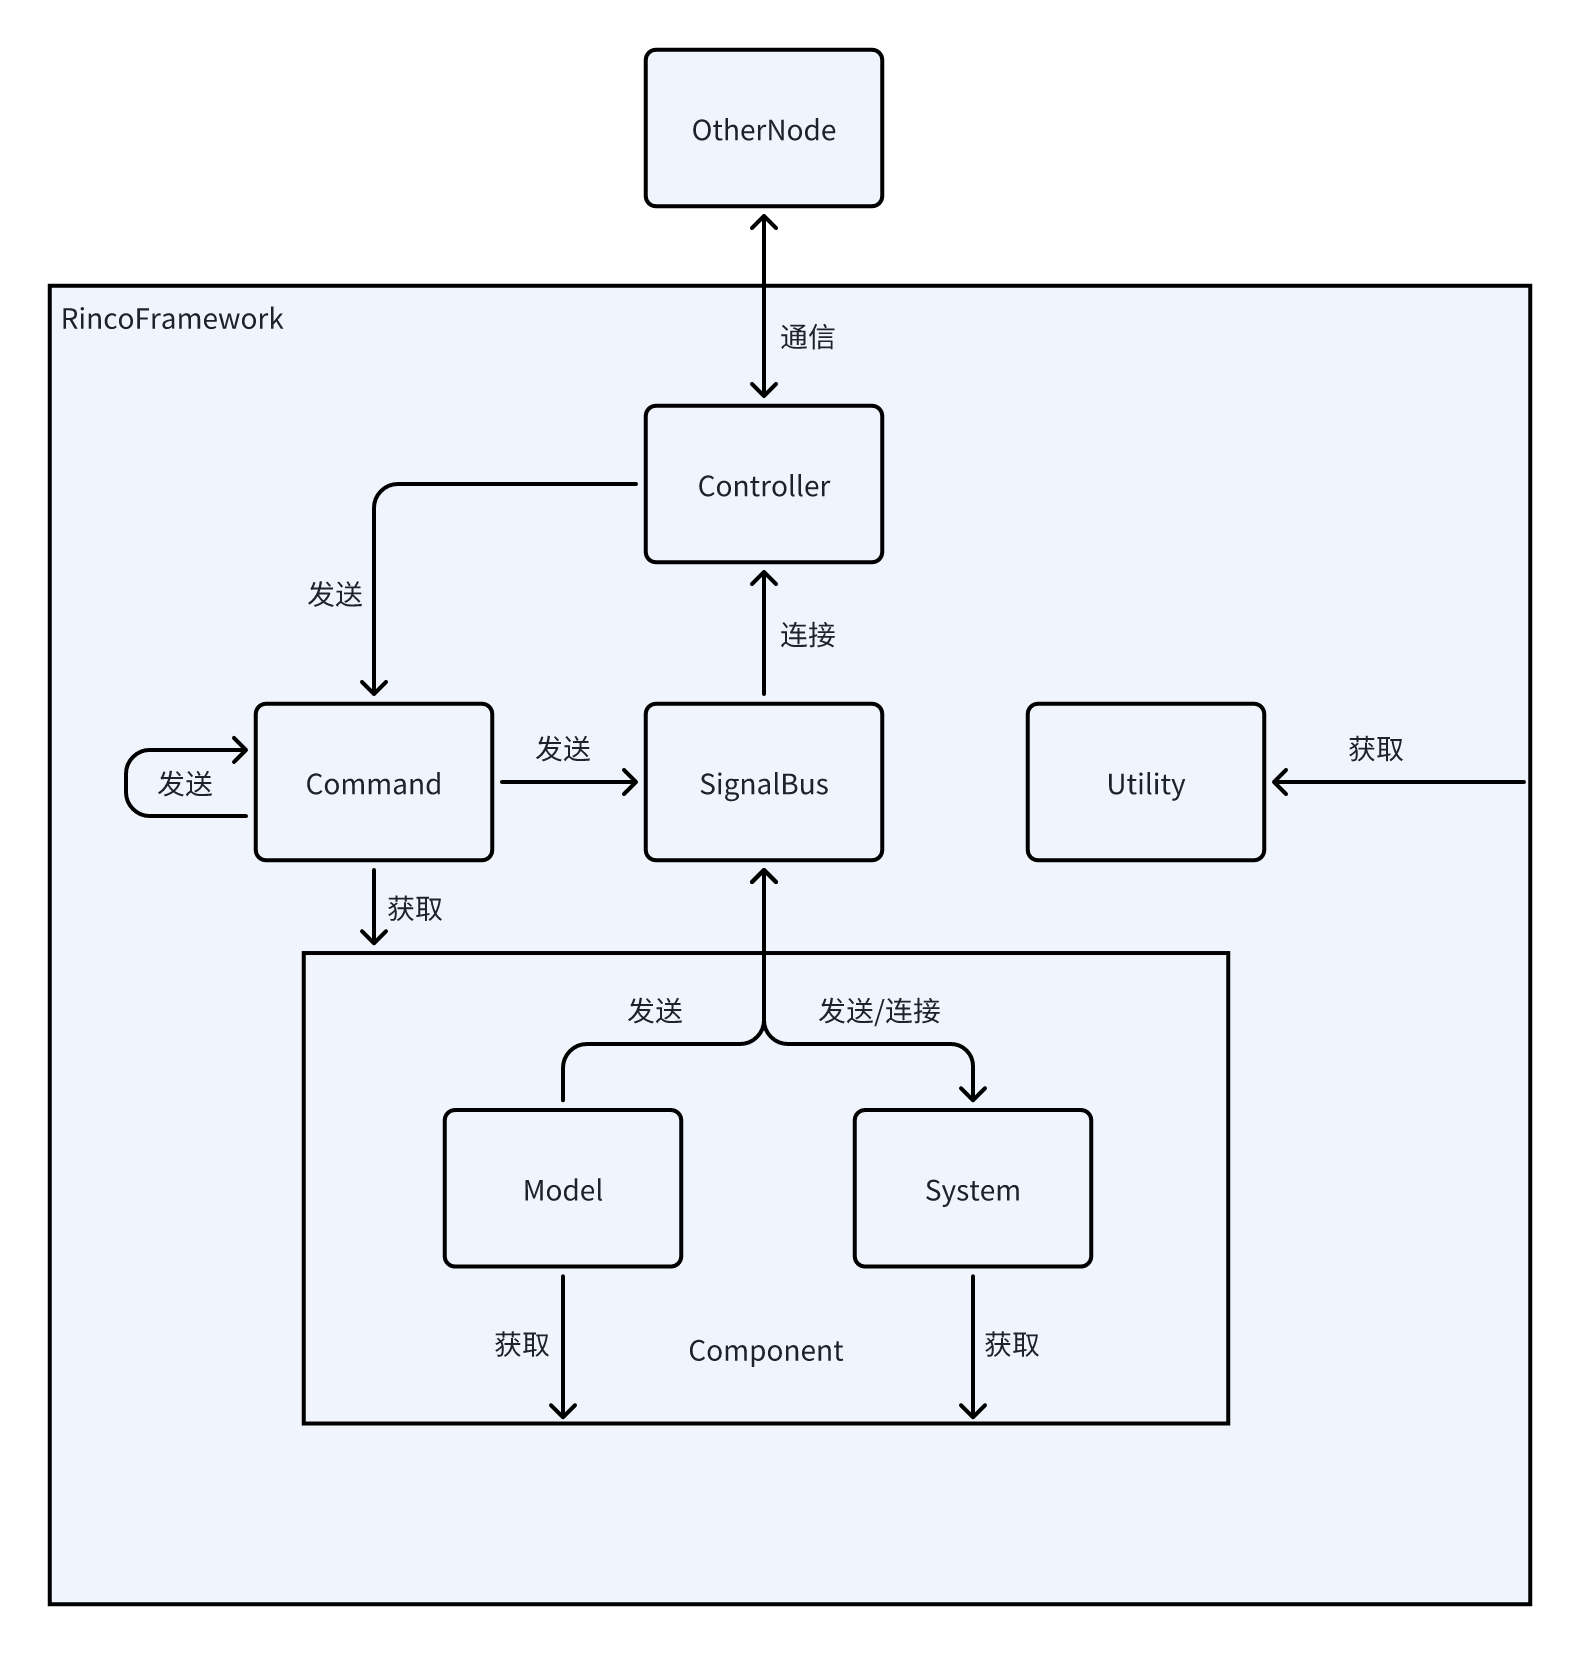 OtherNode
RincoFramework
通信
Controller
发送
连接
发送
获取
发送
Command
SignalBus
Utility
获取
发送
发送/连接
Model
System
获取
Component
获取